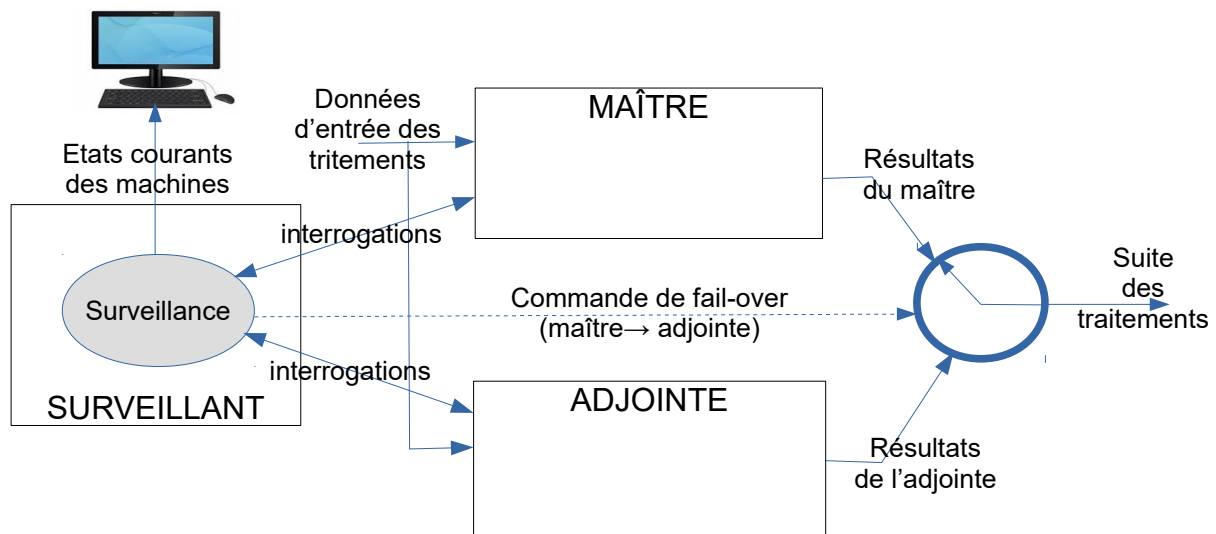 MAÎTRE
Données
d'entrée des
tritements
Etats courants
des machines
Résultats
du maître
interrogations
Surveillance
Commande de fail-over
(maître→ adjointe)
Suite
des
traitements
interrogations
SURVEILLANT
ADJOINTE
Résultats
de l'adjointe